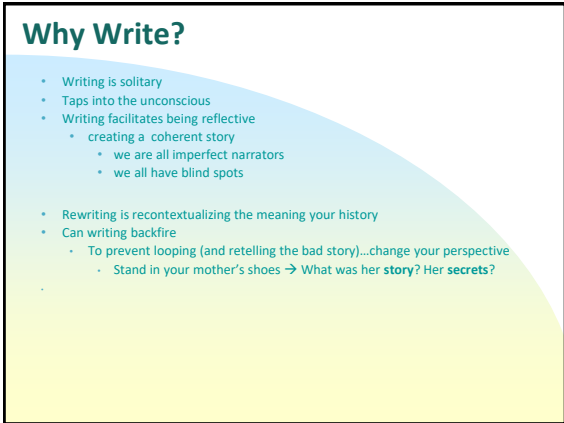 Why Write?
• Writing is solitary
• Taps into the unconscious
• Writing facilitates being reflective
• creating a coherent story
• we are all imperfect narrators
• we all have blind spots
• Rewriting is recontextualizing the meaning your history
• Can writing backfire
• To prevent looping (and retelling the bad story)…change your perspective
• Stand in your mother's shoes → What was her story? Her secrets?